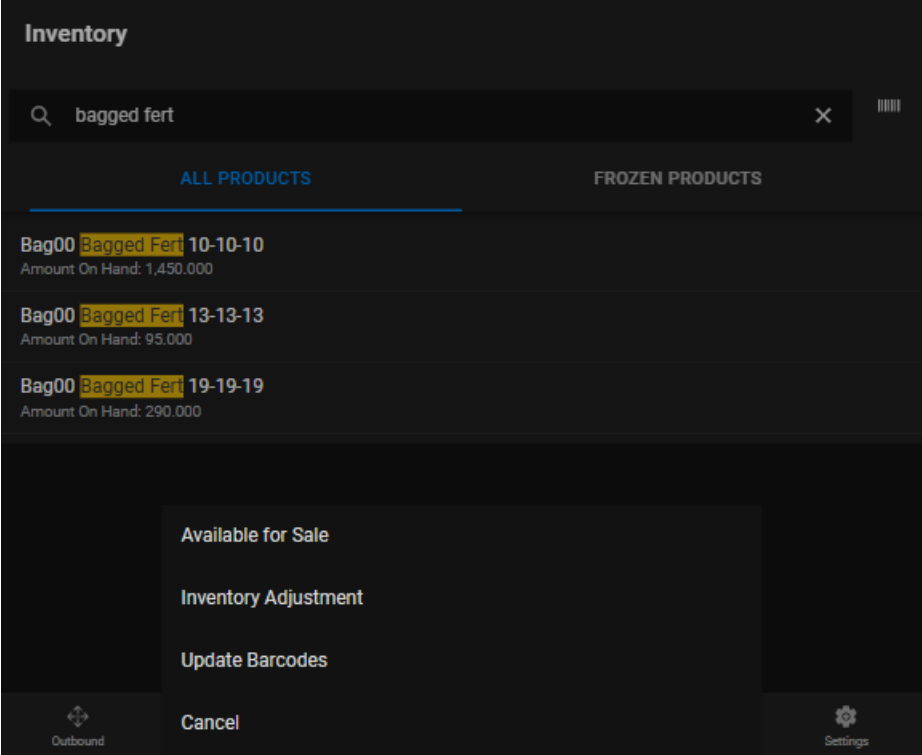 Inventory
bagged fert
ALL PRODUCTS
FROZEN PRODUCTS
Bag00 Bagged Fert 10-10-10
Amount On Hand: 1,450.000
Bag00 Bagged Fert 13-13-13
Amount On Hand: 95.000
Bag00 Bagged Fert 19-19-19
Amount On Hand: 290.000
Available for Sale
Inventory Adjustment
Update Barcodes
Cancel
Outbound
Settings